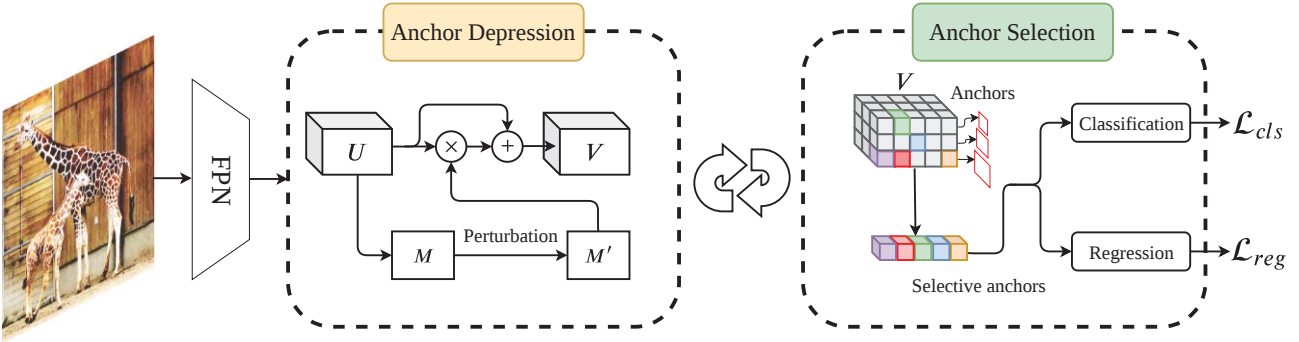 Anchor Depression
Anchor Selection
FPN
U
×
+
V
M
Perturbation
M′
V
Anchors
Selective anchors
Classification
ℒcls
Regression
ℒreg